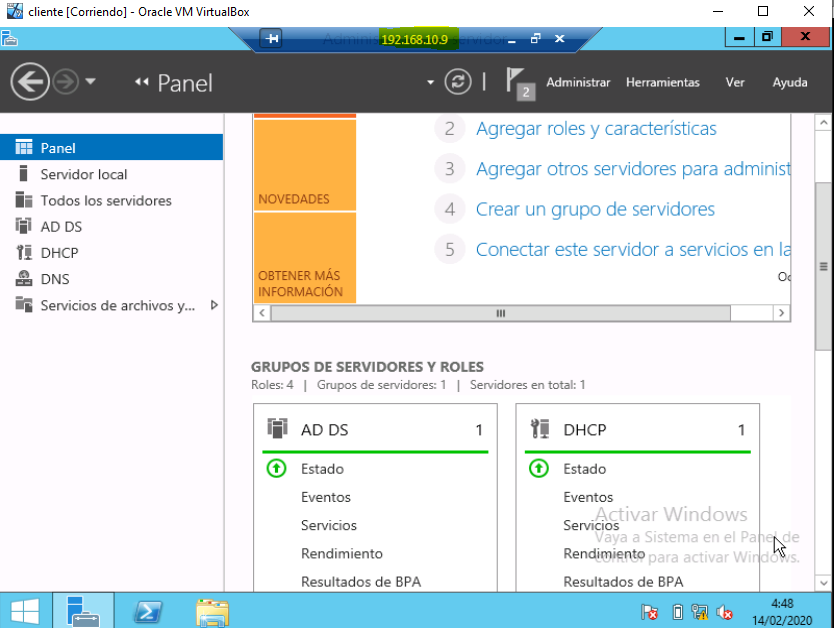 cliente [Corriendo] - Oracle VM VirtualBox
192.168.10.9
Panel
2
Administrar
Herramientas
Ver
Ayuda
Panel
Servidor local
Todos los servidores
AD DS
DHCP
DNS
Servicios de archivos y...
NOVEDADES
OBTENER MÁS
INFORMACIÓN
2 Agregar roles y características
3 Agregar otros servidores para administ
4 Crear un grupo de servidores
5 Conectar este servidor a servicios en la
GRUPOS DE SERVIDORES Y ROLES
Roles: 4 | Grupos de servidores: 1 | Servidores en total: 1
AD DS 1
Estado
Eventos
Servicios
Rendimiento
Resultados de BPA
DHCP 1
Estado
Eventos
Servicios
Rendimiento
Resultados de BPA
Activar Windows
Vaya a Sistema en el Panel de
control para activar Windows.
4:48
14/02/2020